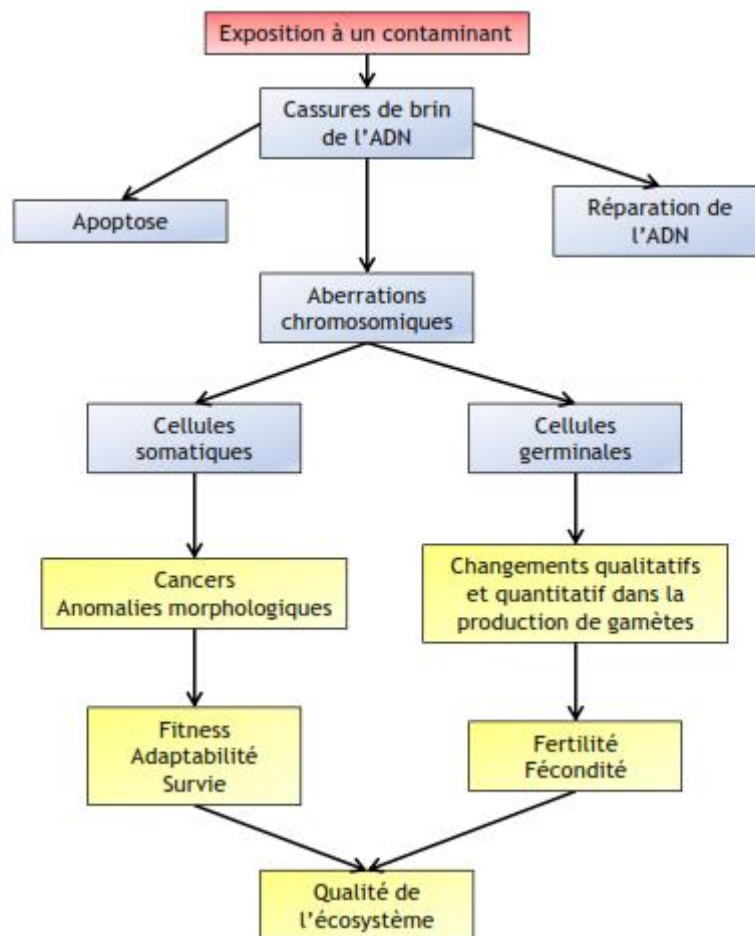 Exposition à un contaminant
Cassures de brin
de l'ADN
Apoptose
Réparation de
l'ADN
Aberrations
chromosomiques
Cellules
somatiques
Cellules
germinales
Cancers
Anomalies morphologiques
Changements qualitatifs
et quantitatif dans la
production de gamètes
Fitness
Adaptabilité
Survie
Fertilité
Fécondité
Qualité de
l'écosystème